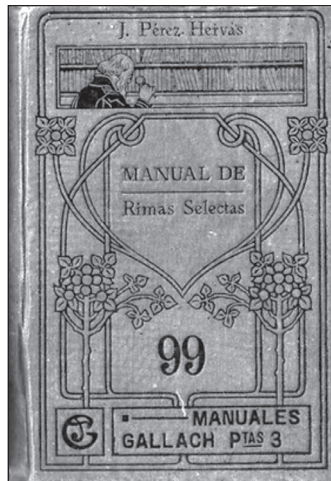 J. Pérez-Hervás
MANUAL DE
Rimas Selectas
99
MANUALES
GALLACH PTAS 3